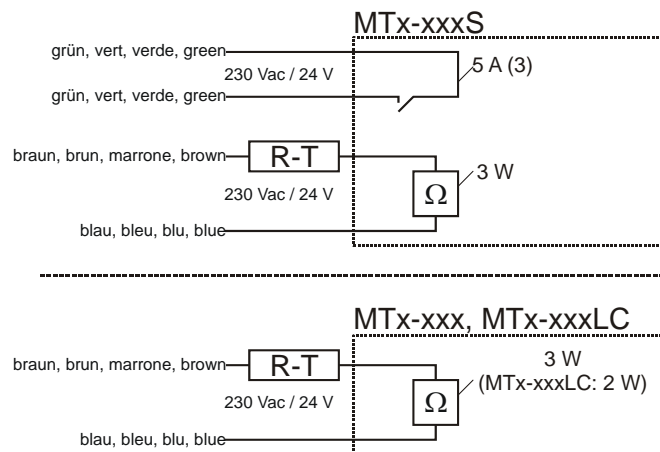 MTx-xxxS
grün, vert, verde, green
230 Vac / 24 V
5 A (3)
grün, vert, verde, green
braun, brun, marrone, brown
R-T
3 W
230 Vac / 24 V
Ω
blau, bleu, blu, blue
MTx-xxx, MTx-xxxLC
braun, brun, marrone, brown
R-T
3 W
(MTx-xxxLC: 2 W)
230 Vac / 24 V
Ω
blau, bleu, blu, blue